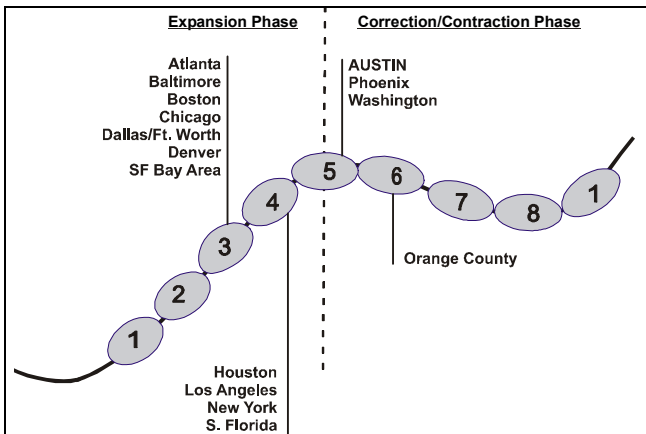 Expansion Phase
Correction/Contraction Phase
Atlanta
Baltimore
Boston
Chicago
Dallas/Ft. Worth
Denver
SF Bay Area
AUSTIN
Phoenix
Washington
5
6
4
7
8
1
3
2
1
Orange County
Houston
Los Angeles
New York
S. Florida